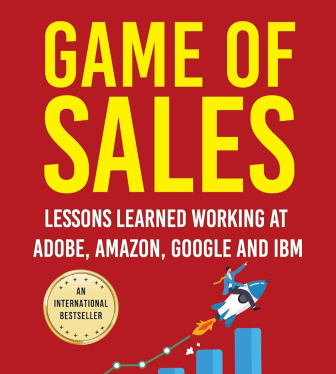 GAME OF
SALES
LESSONS LEARNED WORKING AT
ADOBE, AMAZON, GOOGLE AND IBM
AN
INTERNATIONAL
BESTSELLER